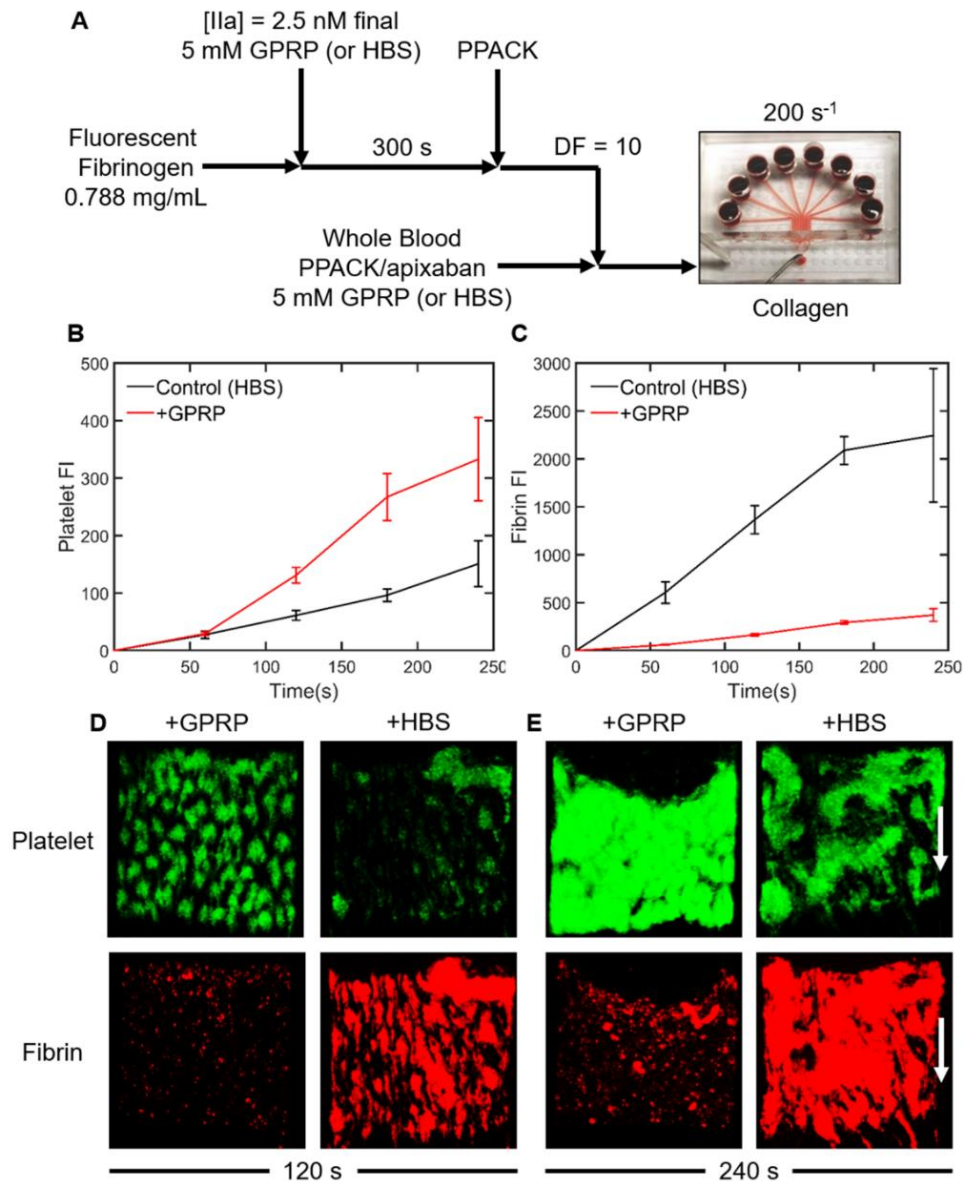 A
[IIa] = 2.5 nM final
5 mM GPRP (or HBS)
PPACK
Fluorescent
Fibrinogen
0.788 mg/mL
300 s
DF = 10
200 s⁻¹
Whole Blood
PPACK/apixaban
5 mM GPRP (or HBS)
Collagen
B
500
400
300
200
100
0
Platelet FI
Control (HBS)
+GPRP
0 50 100 150 200 250
Time(s)
C
3000
2500
2000
1500
1000
500
0
Fibrin FI
Control (HBS)
+GPRP
0 50 100 150 200 250
Time(s)
D +GPRP +HBS
E +GPRP +HBS
Platelet
Fibrin
120 s
240 s